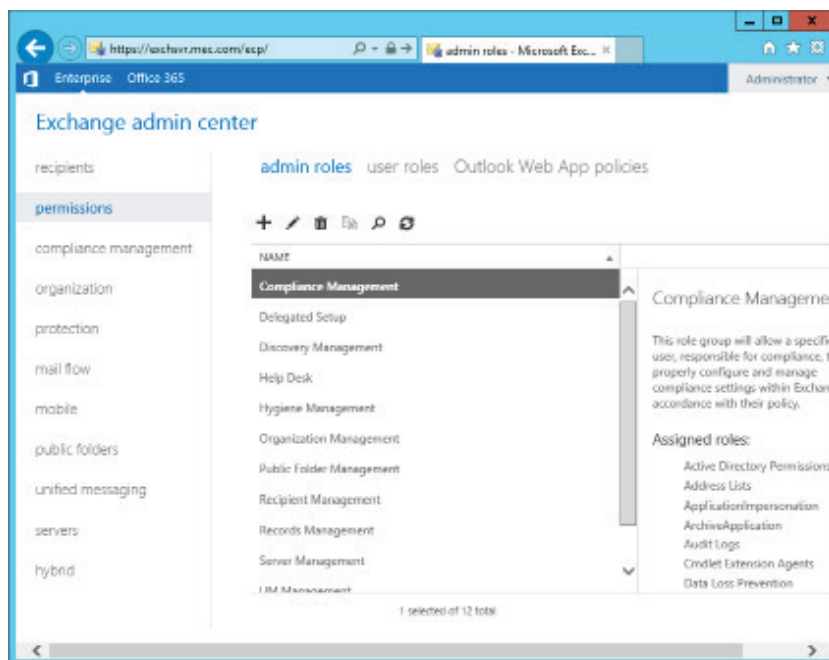 https://exchsvr.mec.com/ecp/
admin roles - Microsoft Exc...
Enterprise Office 365
Administrator
Exchange admin center
recipients
permissions
compliance management
organization
protection
mail flow
mobile
public folders
unified messaging
servers
hybrid
admin roles user roles Outlook Web App policies
NAME
Compliance Management
Delegated Setup
Discovery Management
Help Desk
Hygiene Management
Organization Management
Public Folder Management
Recipient Management
Records Management
Server Management
UM Management
1 selected of 12 total
Compliance Manageme
This role group will allow a specifi
user, responsible for compliance, t
properly configure and manage
compliance settings within Exchan
accordance with their policy.
Assigned roles:
Active Directory Permissions
Address Lists
ApplicationImpersonation
ArchiveApplication
Audit Logs
Cmdlet Extension Agents
Data Loss Prevention